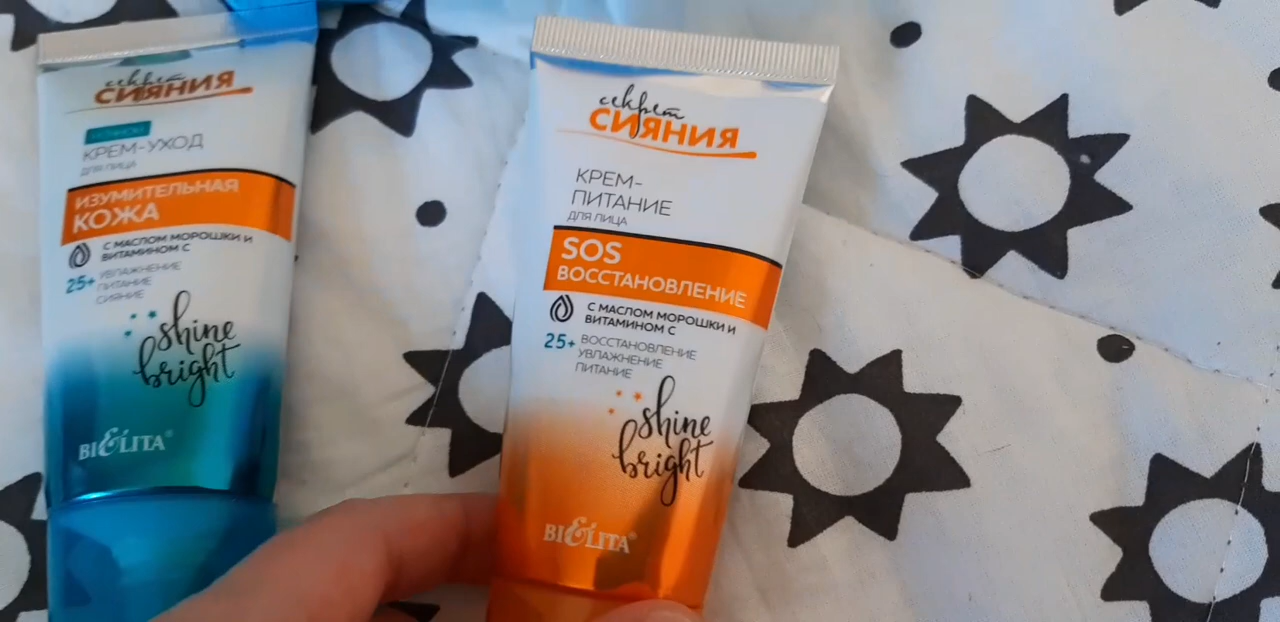 секрет
СИЯНИЯ
КРЕМ-УХОД
ДЛЯ ЛИЦА
ИЗУМИТЕЛЬНАЯ
КОЖА
С МАСЛОМ МОРОШКИ И
ВИТАМИНОМ С
25+ УВЛАЖНЕНИЕ
ПИТАНИЕ
СИЯНИЕ
shine
bright
BIELITA®
секрет
СИЯНИЯ
КРЕМ-
ПИТАНИЕ
ДЛЯ ЛИЦА
SOS
ВОССТАНОВЛЕНИЕ
С МАСЛОМ МОРОШКИ И
ВИТАМИНОМ С
25+ ВОССТАНОВЛЕНИЕ
УВЛАЖНЕНИЕ
ПИТАНИЕ
shine
bright
BIELITA®